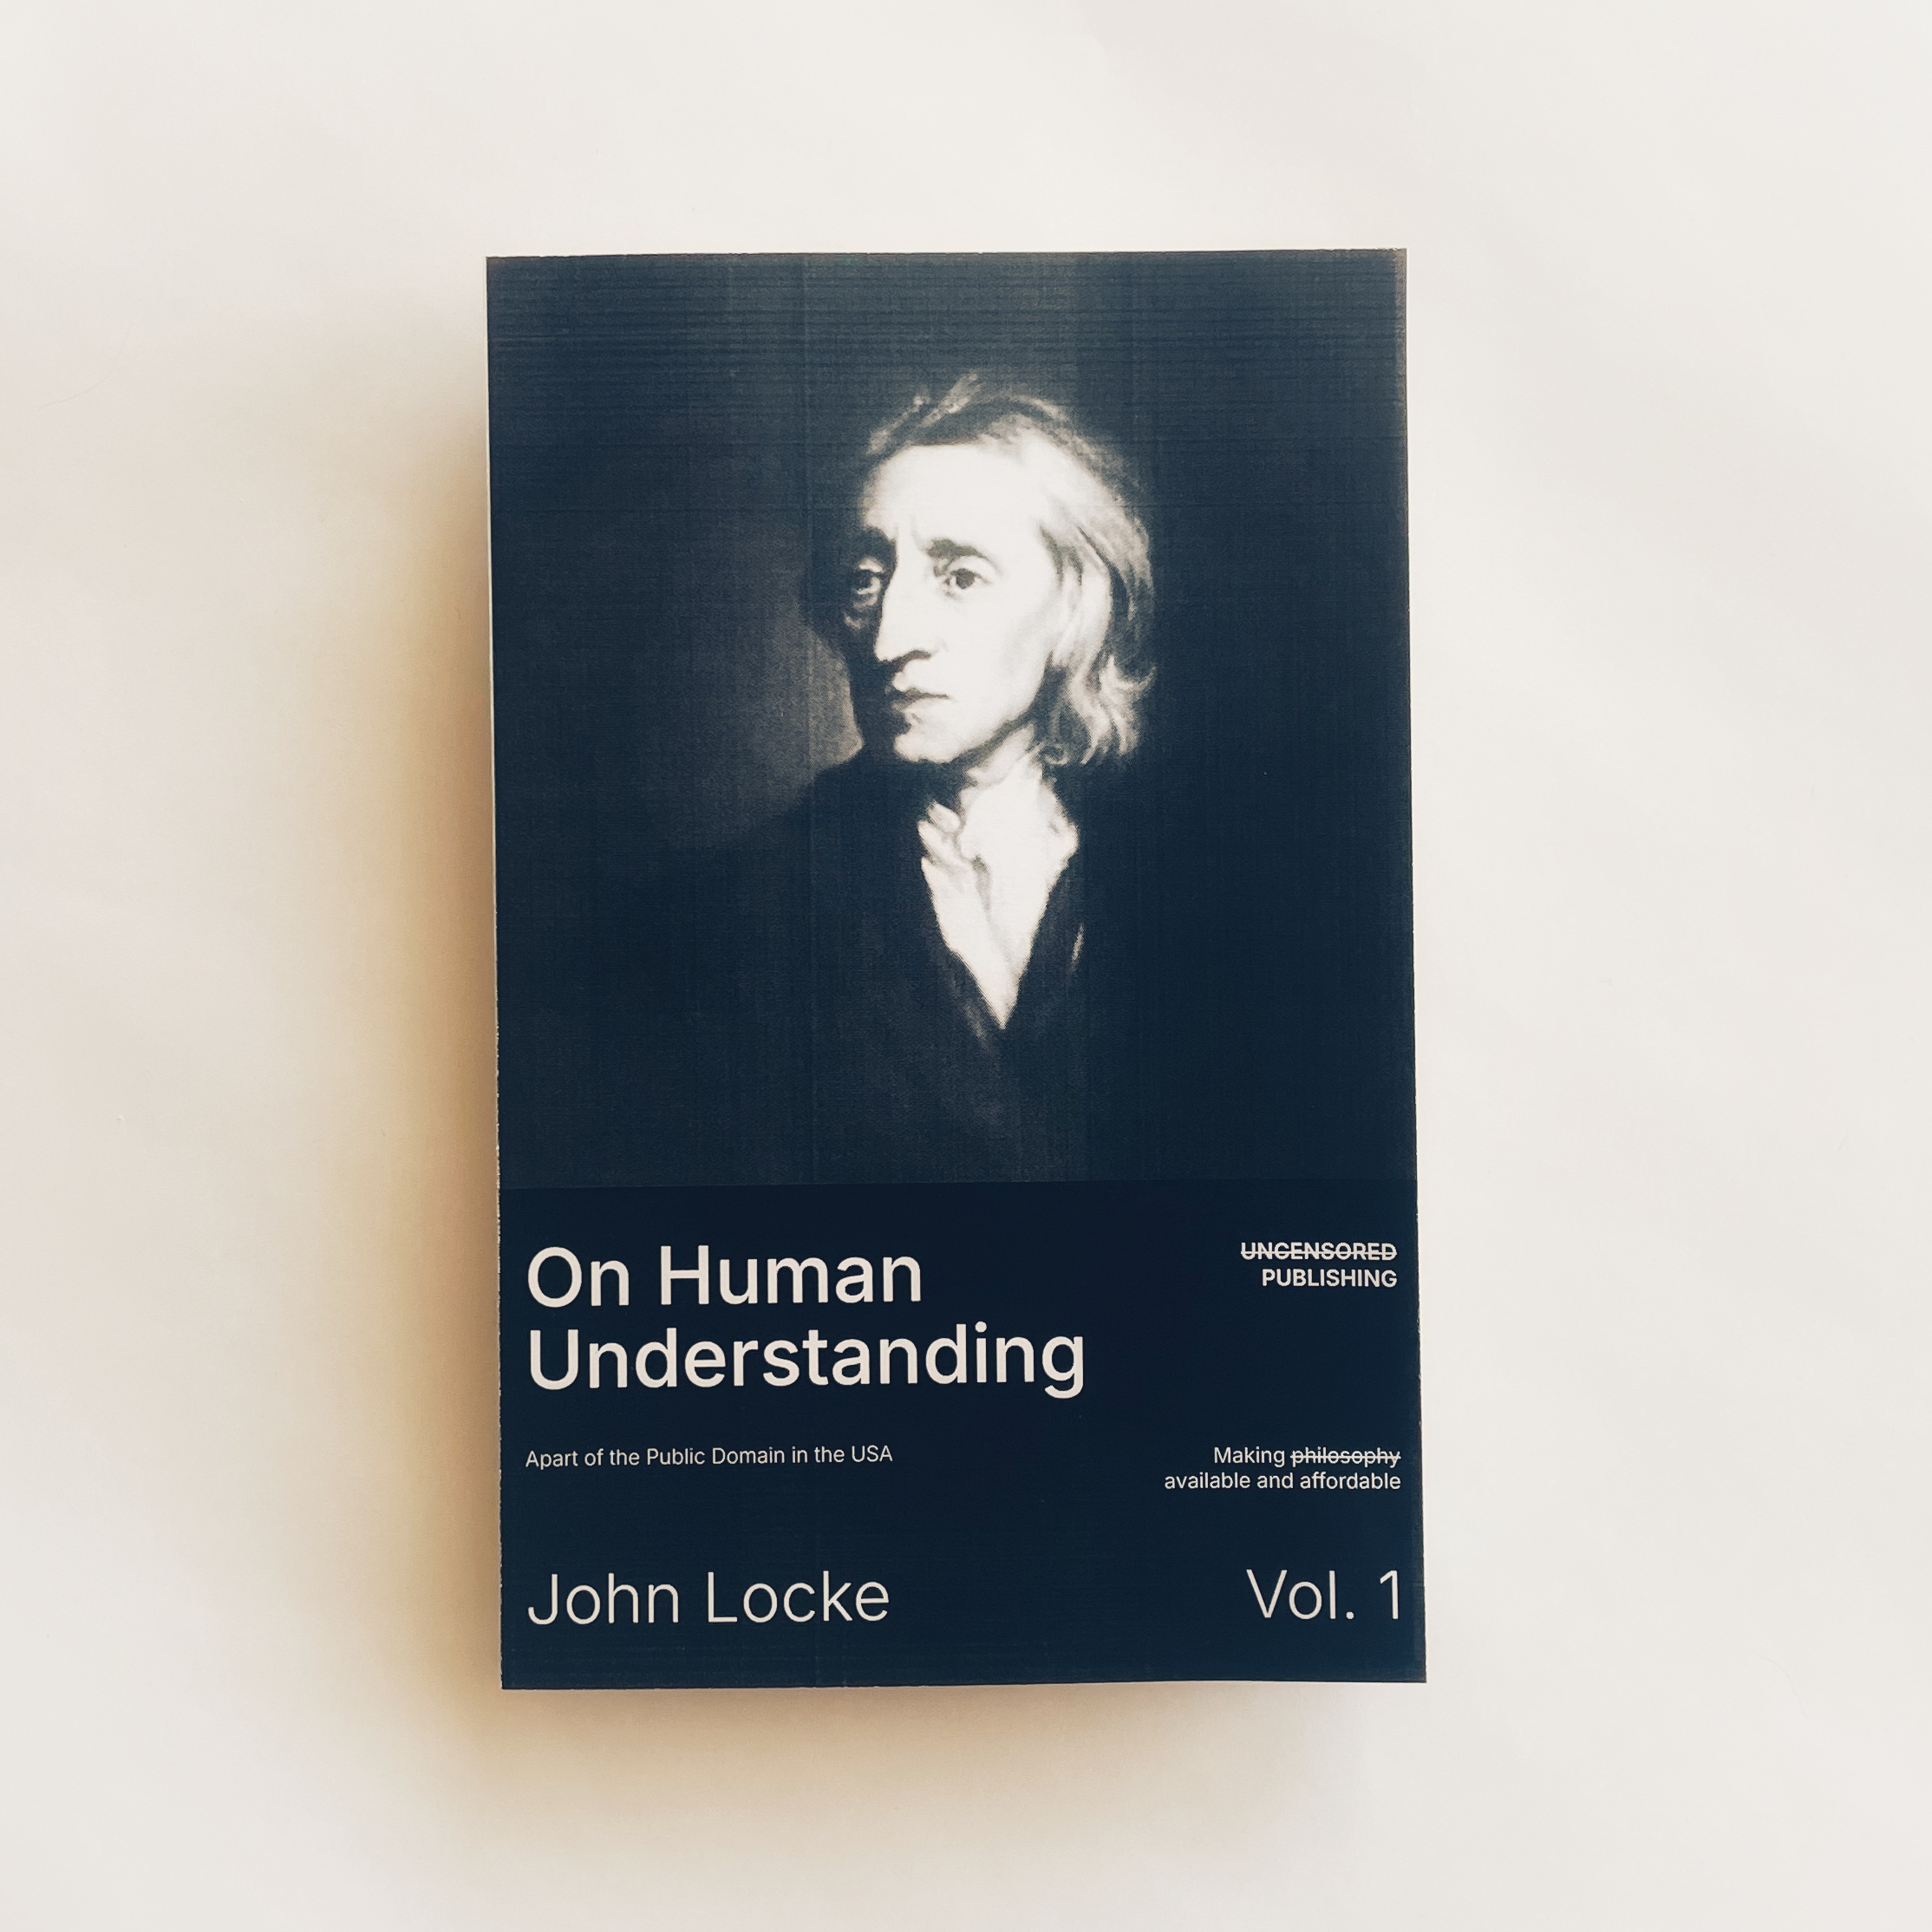 On Human
Understanding
UNCENSORED
PUBLISHING
Apart of the Public Domain in the USA
Making philosophy
available and affordable
John Locke
Vol. 1